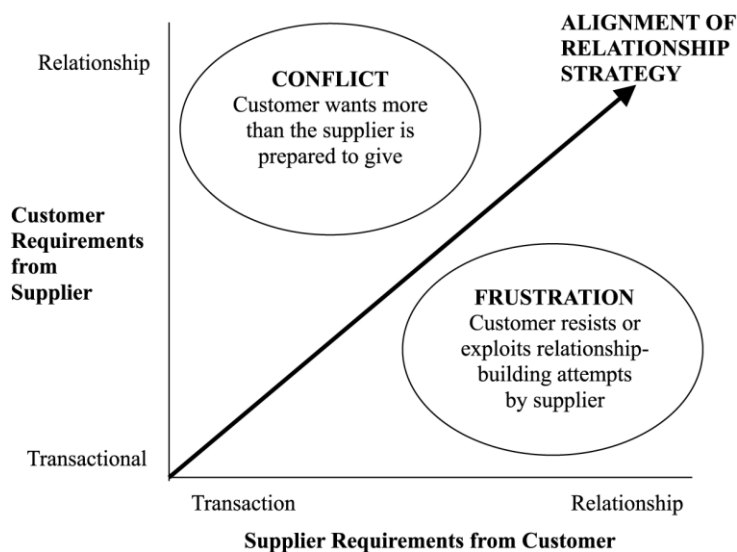 ALIGNMENT OF
RELATIONSHIP
STRATEGY
Relationship
CONFLICT
Customer wants more
than the supplier is
prepared to give
Customer
Requirements
from
Supplier
FRUSTRATION
Customer resists or
exploits relationship-
building attempts
by supplier
Transactional
Transaction
Relationship
Supplier Requirements from Customer